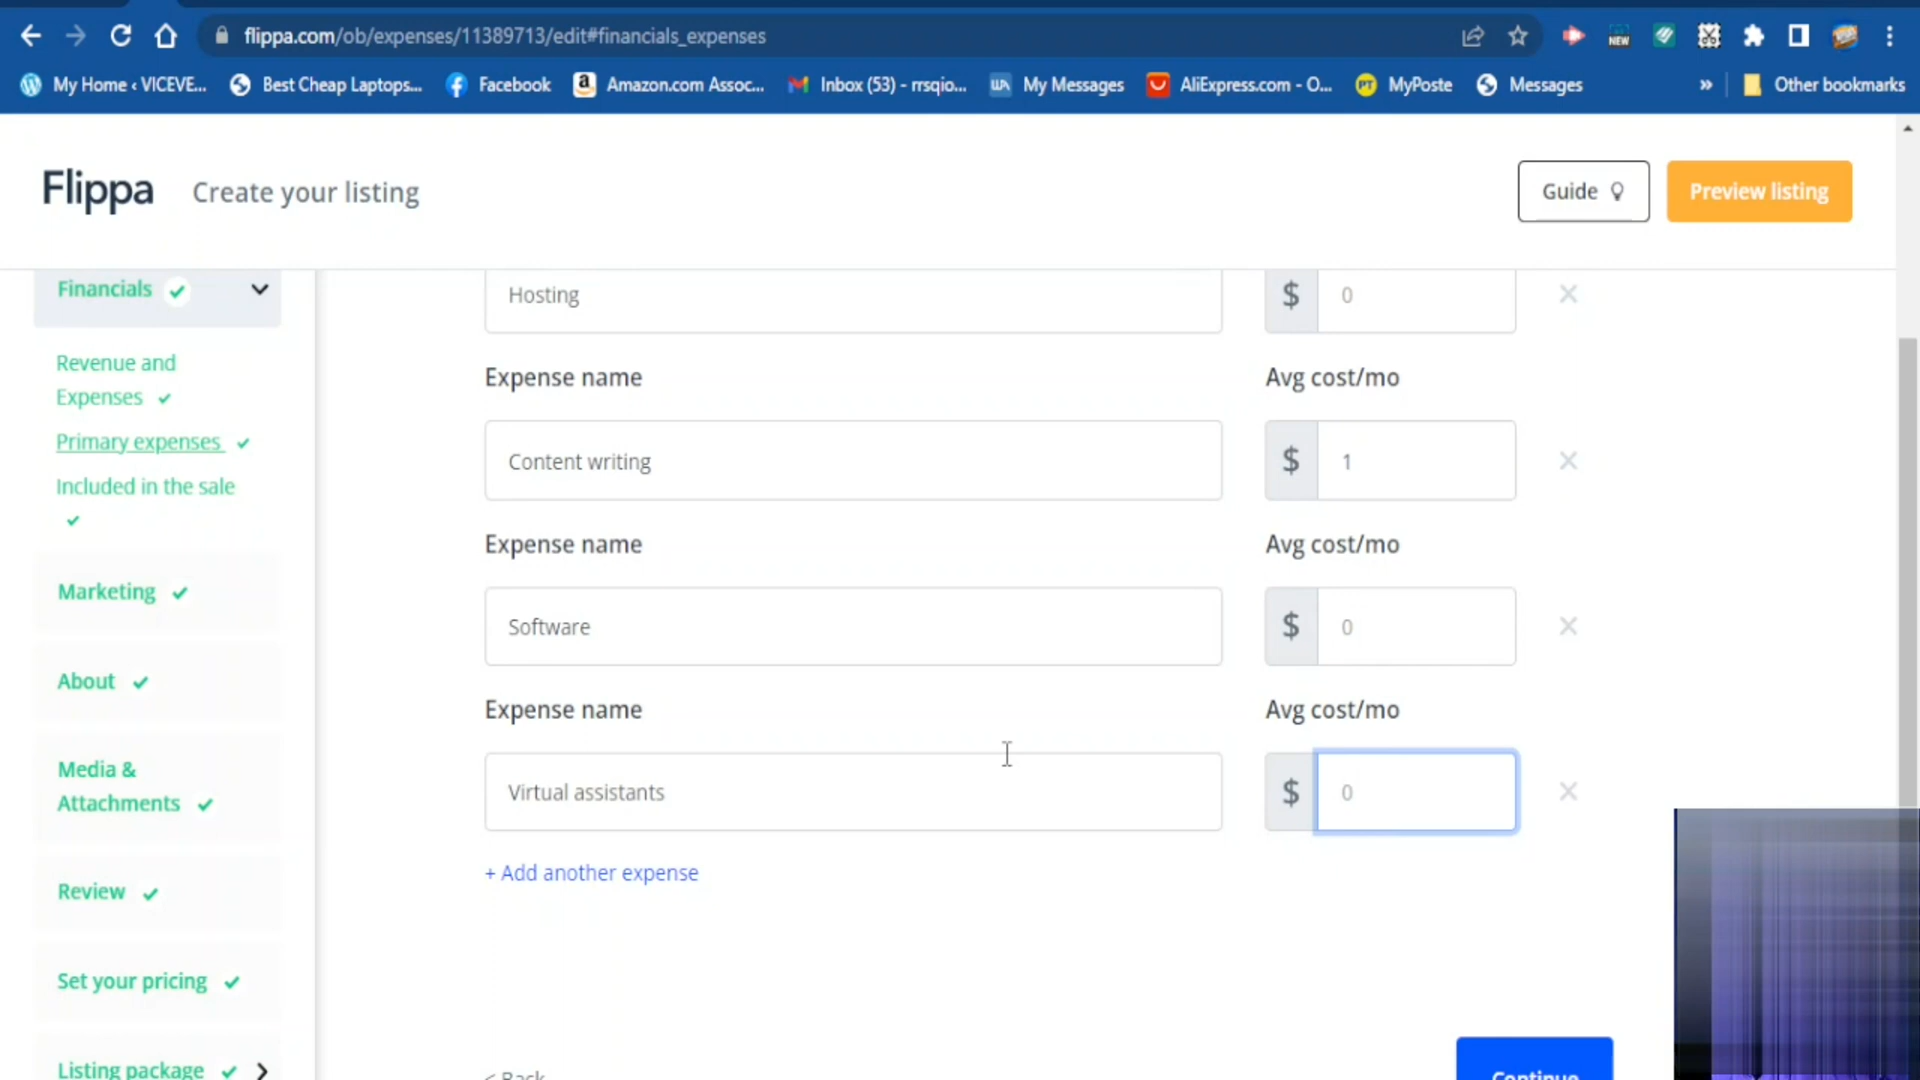 flippa.com/ob/expenses/11389713/edit#financials_expenses
NEW
My Home ‹ VICEVE...
Best Cheap Laptops...
Facebook
Amazon.com Assoc...
Inbox (53) - rrsqio...
My Messages
AliExpress.com - O...
MyPoste
Messages
»
Other bookmarks
Flippa
Create your listing
Guide
Preview listing
Financials
Revenue and
Expenses
Primary expenses
Included in the sale
Marketing
About
Media &
Attachments
Review
Set your pricing
Listing package
Hosting
$ 0
Expense name
Avg cost/mo
Content writing
$ 1
Expense name
Avg cost/mo
Software
$ 0
Expense name
Avg cost/mo
Virtual assistants
$ 0
+ Add another expense
< Back
Continue